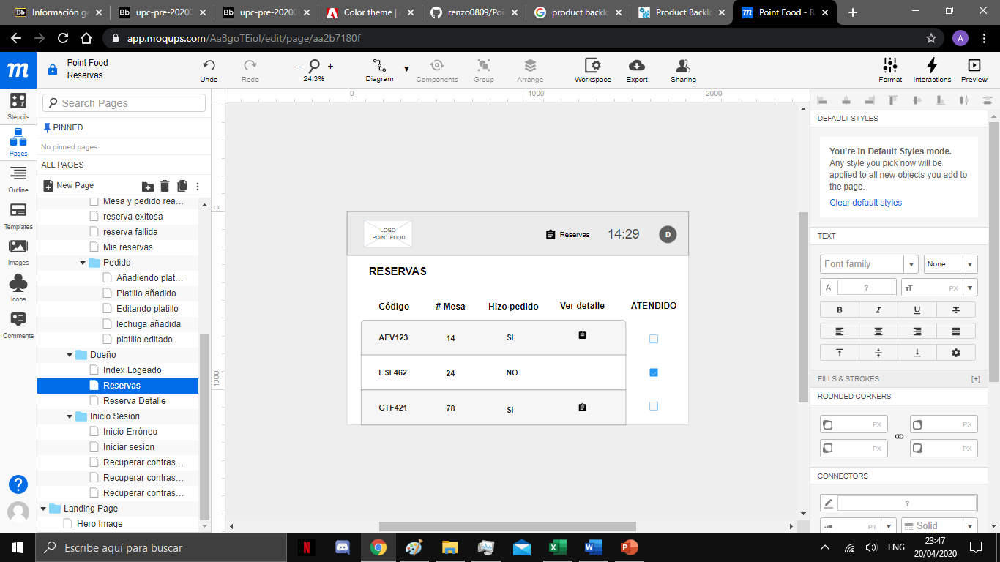 Información ge
upc-pre-20200
upc-pre-20200
Color theme | A
renzo0809/Poi
product backlo
Product Backlo
Point Food - Re
app.moqups.com/AaBgoTEiol/edit/page/aa2b7180f
A
Point Food
Reservas
Undo
Redo
24.3%
Diagram
Components
Group
Arrange
Workspace
Export
Sharing
Format
Interactions
Preview
Stencils
Pages
Outline
Templates
Images
Icons
Comments
Search Pages
PINNED
No pinned pages
ALL PAGES
New Page
Mesa y pedido rea…
reserva exitosa
reserva fallida
Mis reservas
Pedido
Añadiendo plat…
Platillo añadido
Editando platillo
lechuga añadida
platillo editado
Dueño
Index Logeado
Reservas
Reserva Detalle
Inicio Sesion
Inicio Erróneo
Iniciar sesion
Recuperar contras…
Recuperar contras…
Recuperar contras…
Landing Page
Hero Image
0 1000 2000
0
1000
LOGO
POINT FOOD
Reservas 14:29 D
RESERVAS
Código # Mesa Hizo pedido Ver detalle ATENDIDO
AEV123 14 SI
ESF462 24 NO
GTF421 78 SI
DEFAULT STYLES
You're in Default Styles mode.
Any style you pick now will be
applied to all new objects you add to
the page.
Clear default styles
TEXT
Font family None
A ? TT PX
B I U T
FILLS & STROKES [+]
ROUNDED CORNERS
PX PX
PX PX
CONNECTORS
?
PT Solid
Escribe aquí para buscar
ENG
23:47
20/04/2020